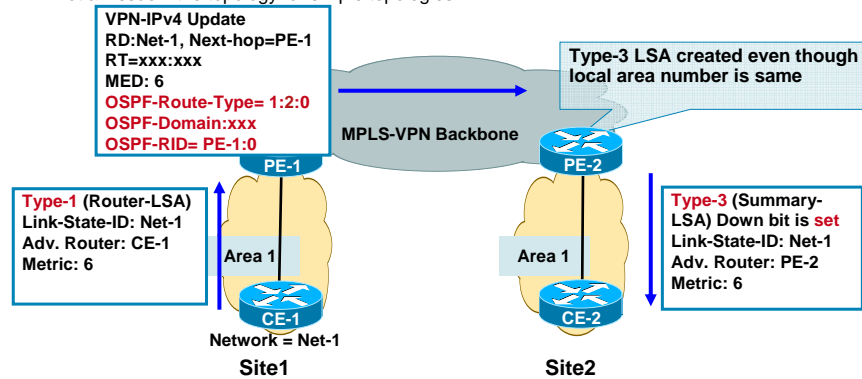 VPN-IPv4 Update
RD:Net-1, Next-hop=PE-1
RT=xxx:xxx
MED: 6
OSPF-Route-Type= 1:2:0
OSPF-Domain:xxx
OSPF-RID= PE-1:0
Type-3 LSA created even though
local area number is same
MPLS-VPN Backbone
PE-1
PE-2
Type-1 (Router-LSA)
Link-State-ID: Net-1
Adv. Router: CE-1
Metric: 6
Area 1
Area 1
Type-3 (Summary-
LSA) Down bit is set
Link-State-ID: Net-1
Adv. Router: PE-2
Metric: 6
CE-1
CE-2
Network = Net-1
Site1
Site2